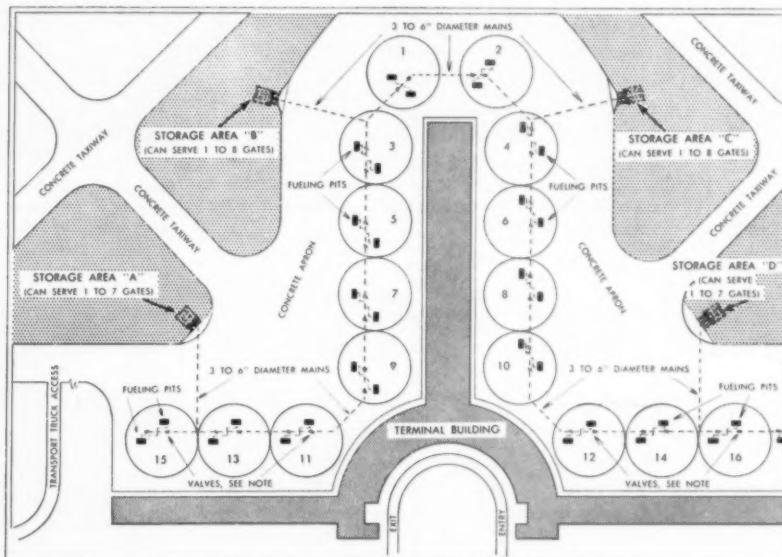 3 TO 6" DIAMETER MAINS
1
2
CONCRETE TAXIWAY
STORAGE AREA "B"
(CAN SERVE 1 TO 8 GATES)
STORAGE AREA "C"
(CAN SERVE 1 TO 8 GATES)
3
4
FUELING PITS
FUELING PITS
CONCRETE TAXIWAY
CONCRETE TAXIWAY
CONCRETE TAXIWAY
5
6
STORAGE AREA "A"
(CAN SERVE 1 TO 7 GATES)
CONCRETE APRON
CONCRETE APRON
STORAGE AREA "D"
(CAN SERVE
1 TO 7 GATES)
7
8
9
10
3 TO 6" DIAMETER MAINS
3 TO 6" DIAMETER MAINS
TRANSPORT TRUCK ACCESS
FUELING PITS
FUELING PITS
TERMINAL BUILDING
15
13
11
12
14
16
VALVES, SEE NOTE
VALVES, SEE NOTE
EXIT
ENTRY